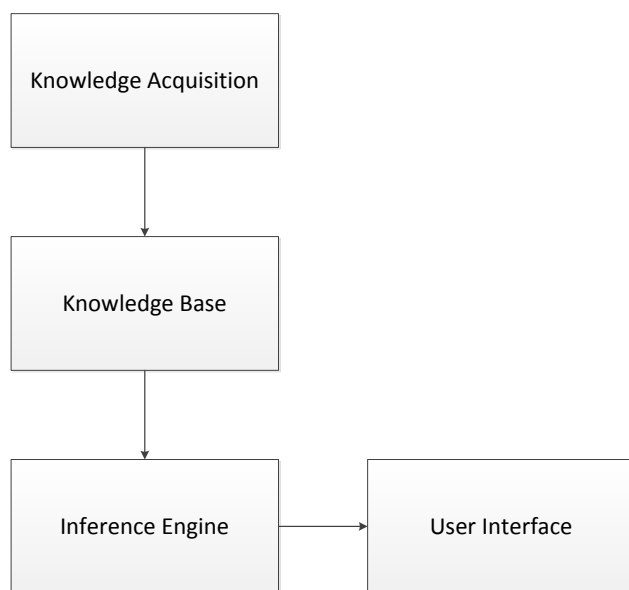 Knowledge Acquisition
Knowledge Base
Inference Engine
User Interface